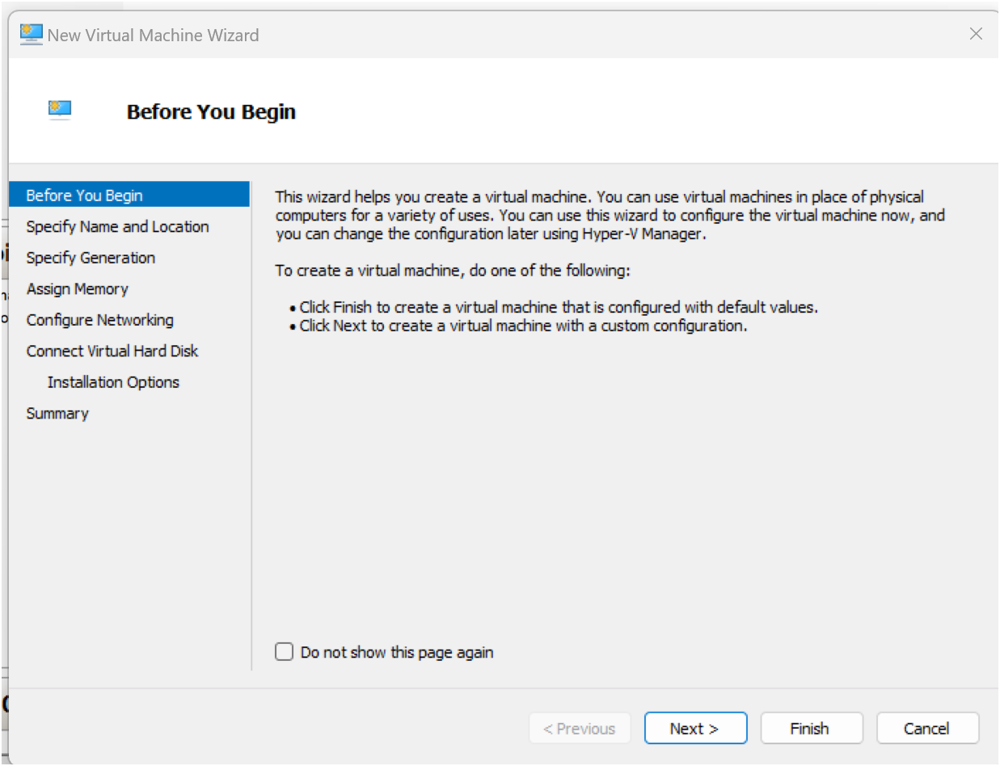 New Virtual Machine Wizard
Before You Begin
Before You Begin
Specify Name and Location
Specify Generation
Assign Memory
Configure Networking
Connect Virtual Hard Disk
Installation Options
Summary
This wizard helps you create a virtual machine. You can use virtual machines in place of physical
computers for a variety of uses. You can use this wizard to configure the virtual machine now, and
you can change the configuration later using Hyper-V Manager.
To create a virtual machine, do one of the following:
• Click Finish to create a virtual machine that is configured with default values.
• Click Next to create a virtual machine with a custom configuration.
Do not show this page again
< Previous
Next >
Finish
Cancel